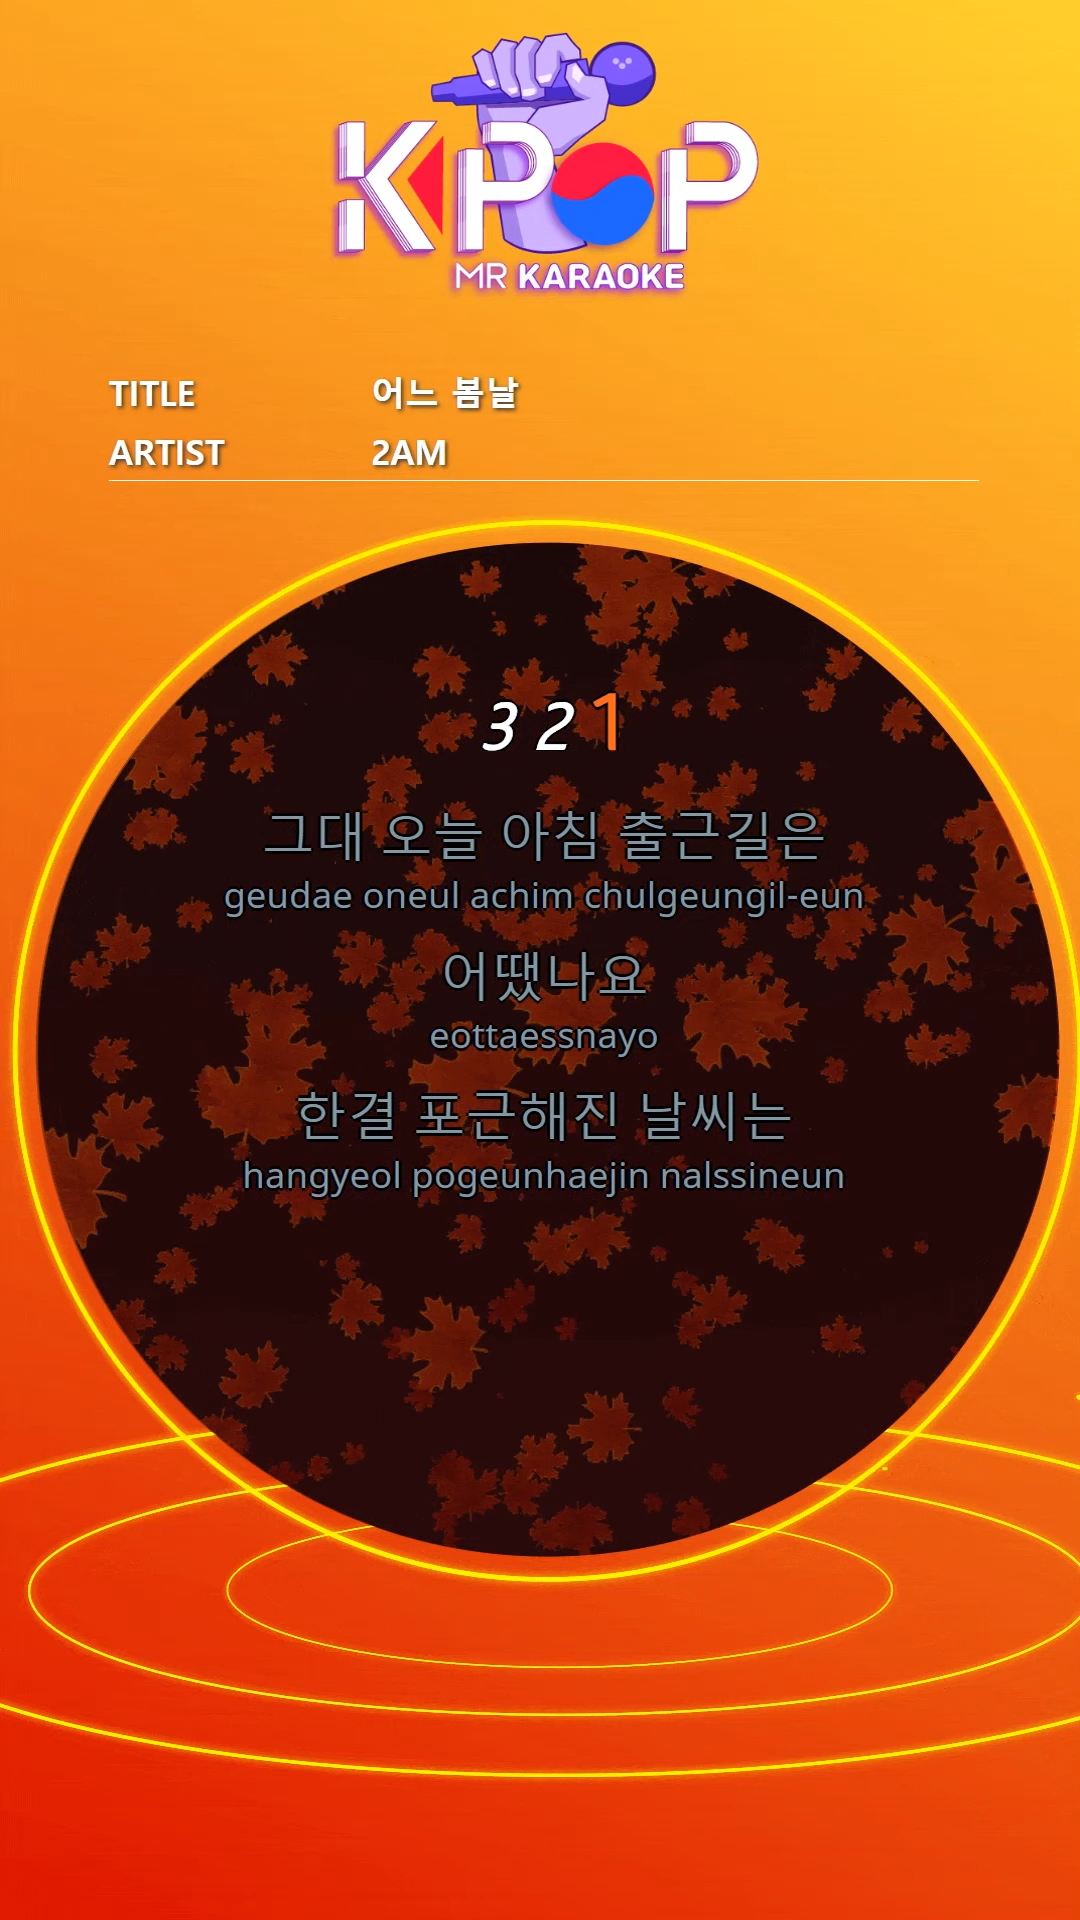 KPOP
MR KARAOKE
TITLE 어느 봄날
ARTIST 2AM
3 2 1
그대 오늘 아침 출근길은
geudae oneul achim chulgeungil-eun
어땠나요
eottaessnayo
한결 포근해진 날씨는
hangyeol pogeunhaejin nalssineun